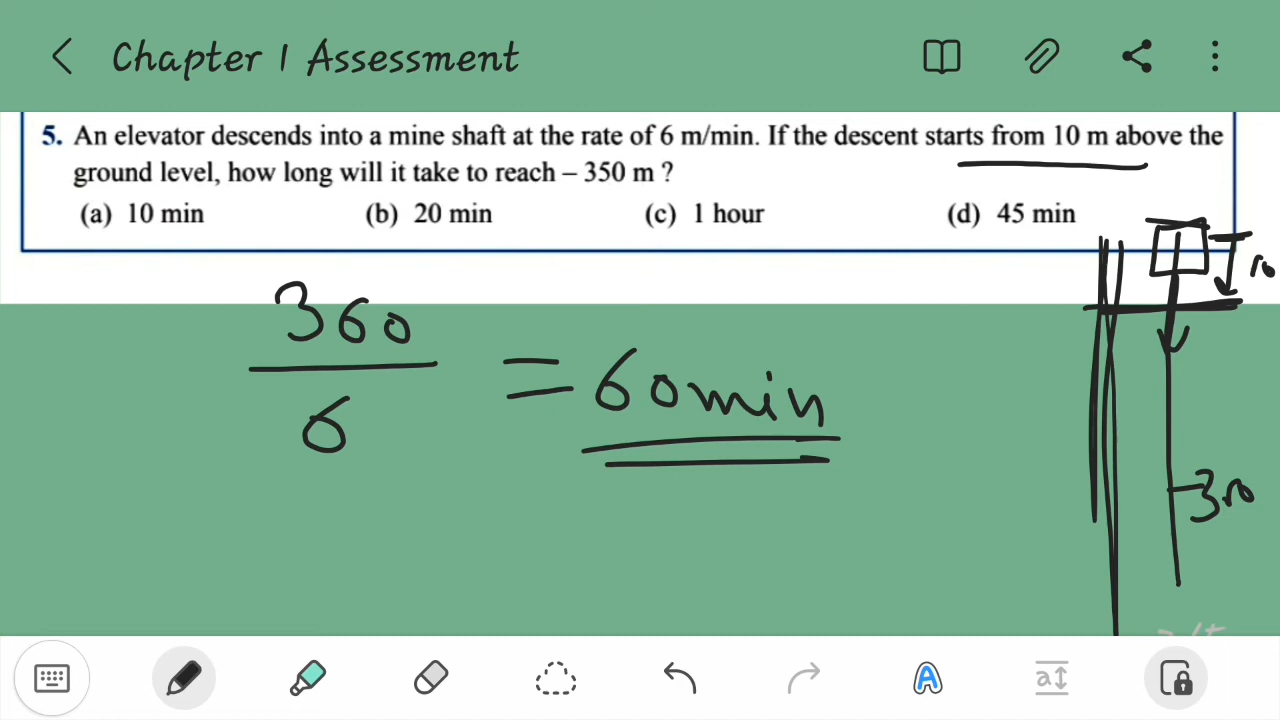 Chapter 1 Assessment
5. An elevator descends into a mine shaft at the rate of 6 m/min. If the descent starts from 10 m above the
ground level, how long will it take to reach – 350 m ?
(a) 10 min (b) 20 min (c) 1 hour (d) 45 min
10
360
6
= 60min